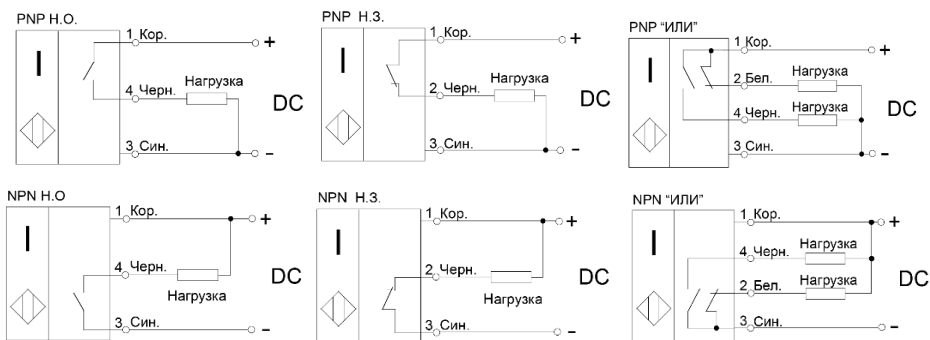 PNP Н.О.
1 Кор.
+
I
4 Черн.
Нагрузка
DC
3 Син.
-
PNP Н.З.
1 Кор.
+
I
2 Черн.
Нагрузка
DC
3 Син.
-
PNP “ИЛИ”
1 Кор.
+
I
2 Бел.
Нагрузка
DC
4 Черн.
Нагрузка
3 Син.
-
NPN Н.О
1 Кор.
+
I
4 Черн.
Нагрузка
DC
3 Син.
-
NPN Н.З.
1 Кор.
+
I
2 Черн.
Нагрузка
DC
3 Син.
-
NPN “ИЛИ”
1 Кор.
+
I
4 Черн.
Нагрузка
2 Бел.
Нагрузка
DC
3 Син.
-